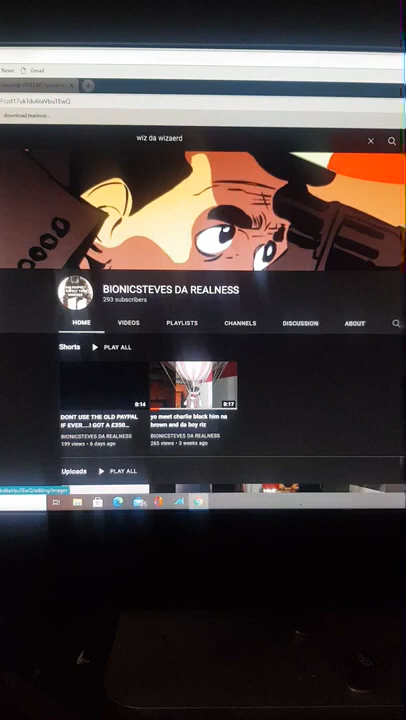 News Gmail
download.teamvie...
wiz da wizaerd
BIONICSTEVES DA REALNESS
293 subscribers
HOME VIDEOS PLAYLISTS CHANNELS DISCUSSION ABOUT
Shorts PLAY ALL
0:14 0:17
DONT USE THE OLD PAYPAL
IF EVER....I GOT A £350...
BIONICSTEVES DA REALNESS
199 views • 6 days ago
yo meet charlie black him na
brown and da boy riz
BIONICSTEVES DA REALNESS
265 views • 3 weeks ago
Uploads PLAY ALL